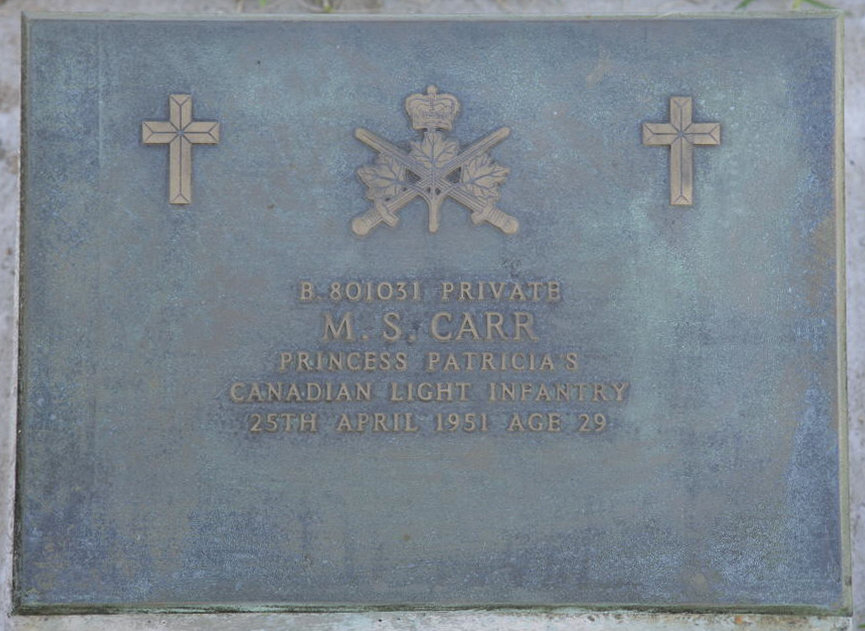 B. 801031 PRIVATE
M. S. CARR
PRINCESS PATRICIA'S
CANADIAN LIGHT INFANTRY
25TH APRIL 1951 AGE 29